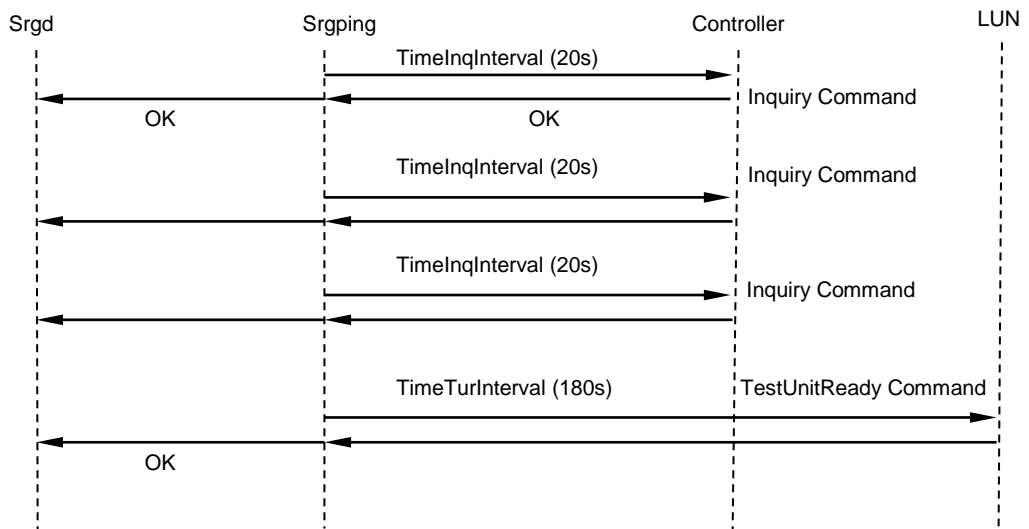 Srgd
Srgping
Controller
LUN
TimeInqInterval (20s)
Inquiry Command
OK
OK
TimeInqInterval (20s)
Inquiry Command
TimeInqInterval (20s)
Inquiry Command
TimeTurInterval (180s)
TestUnitReady Command
OK